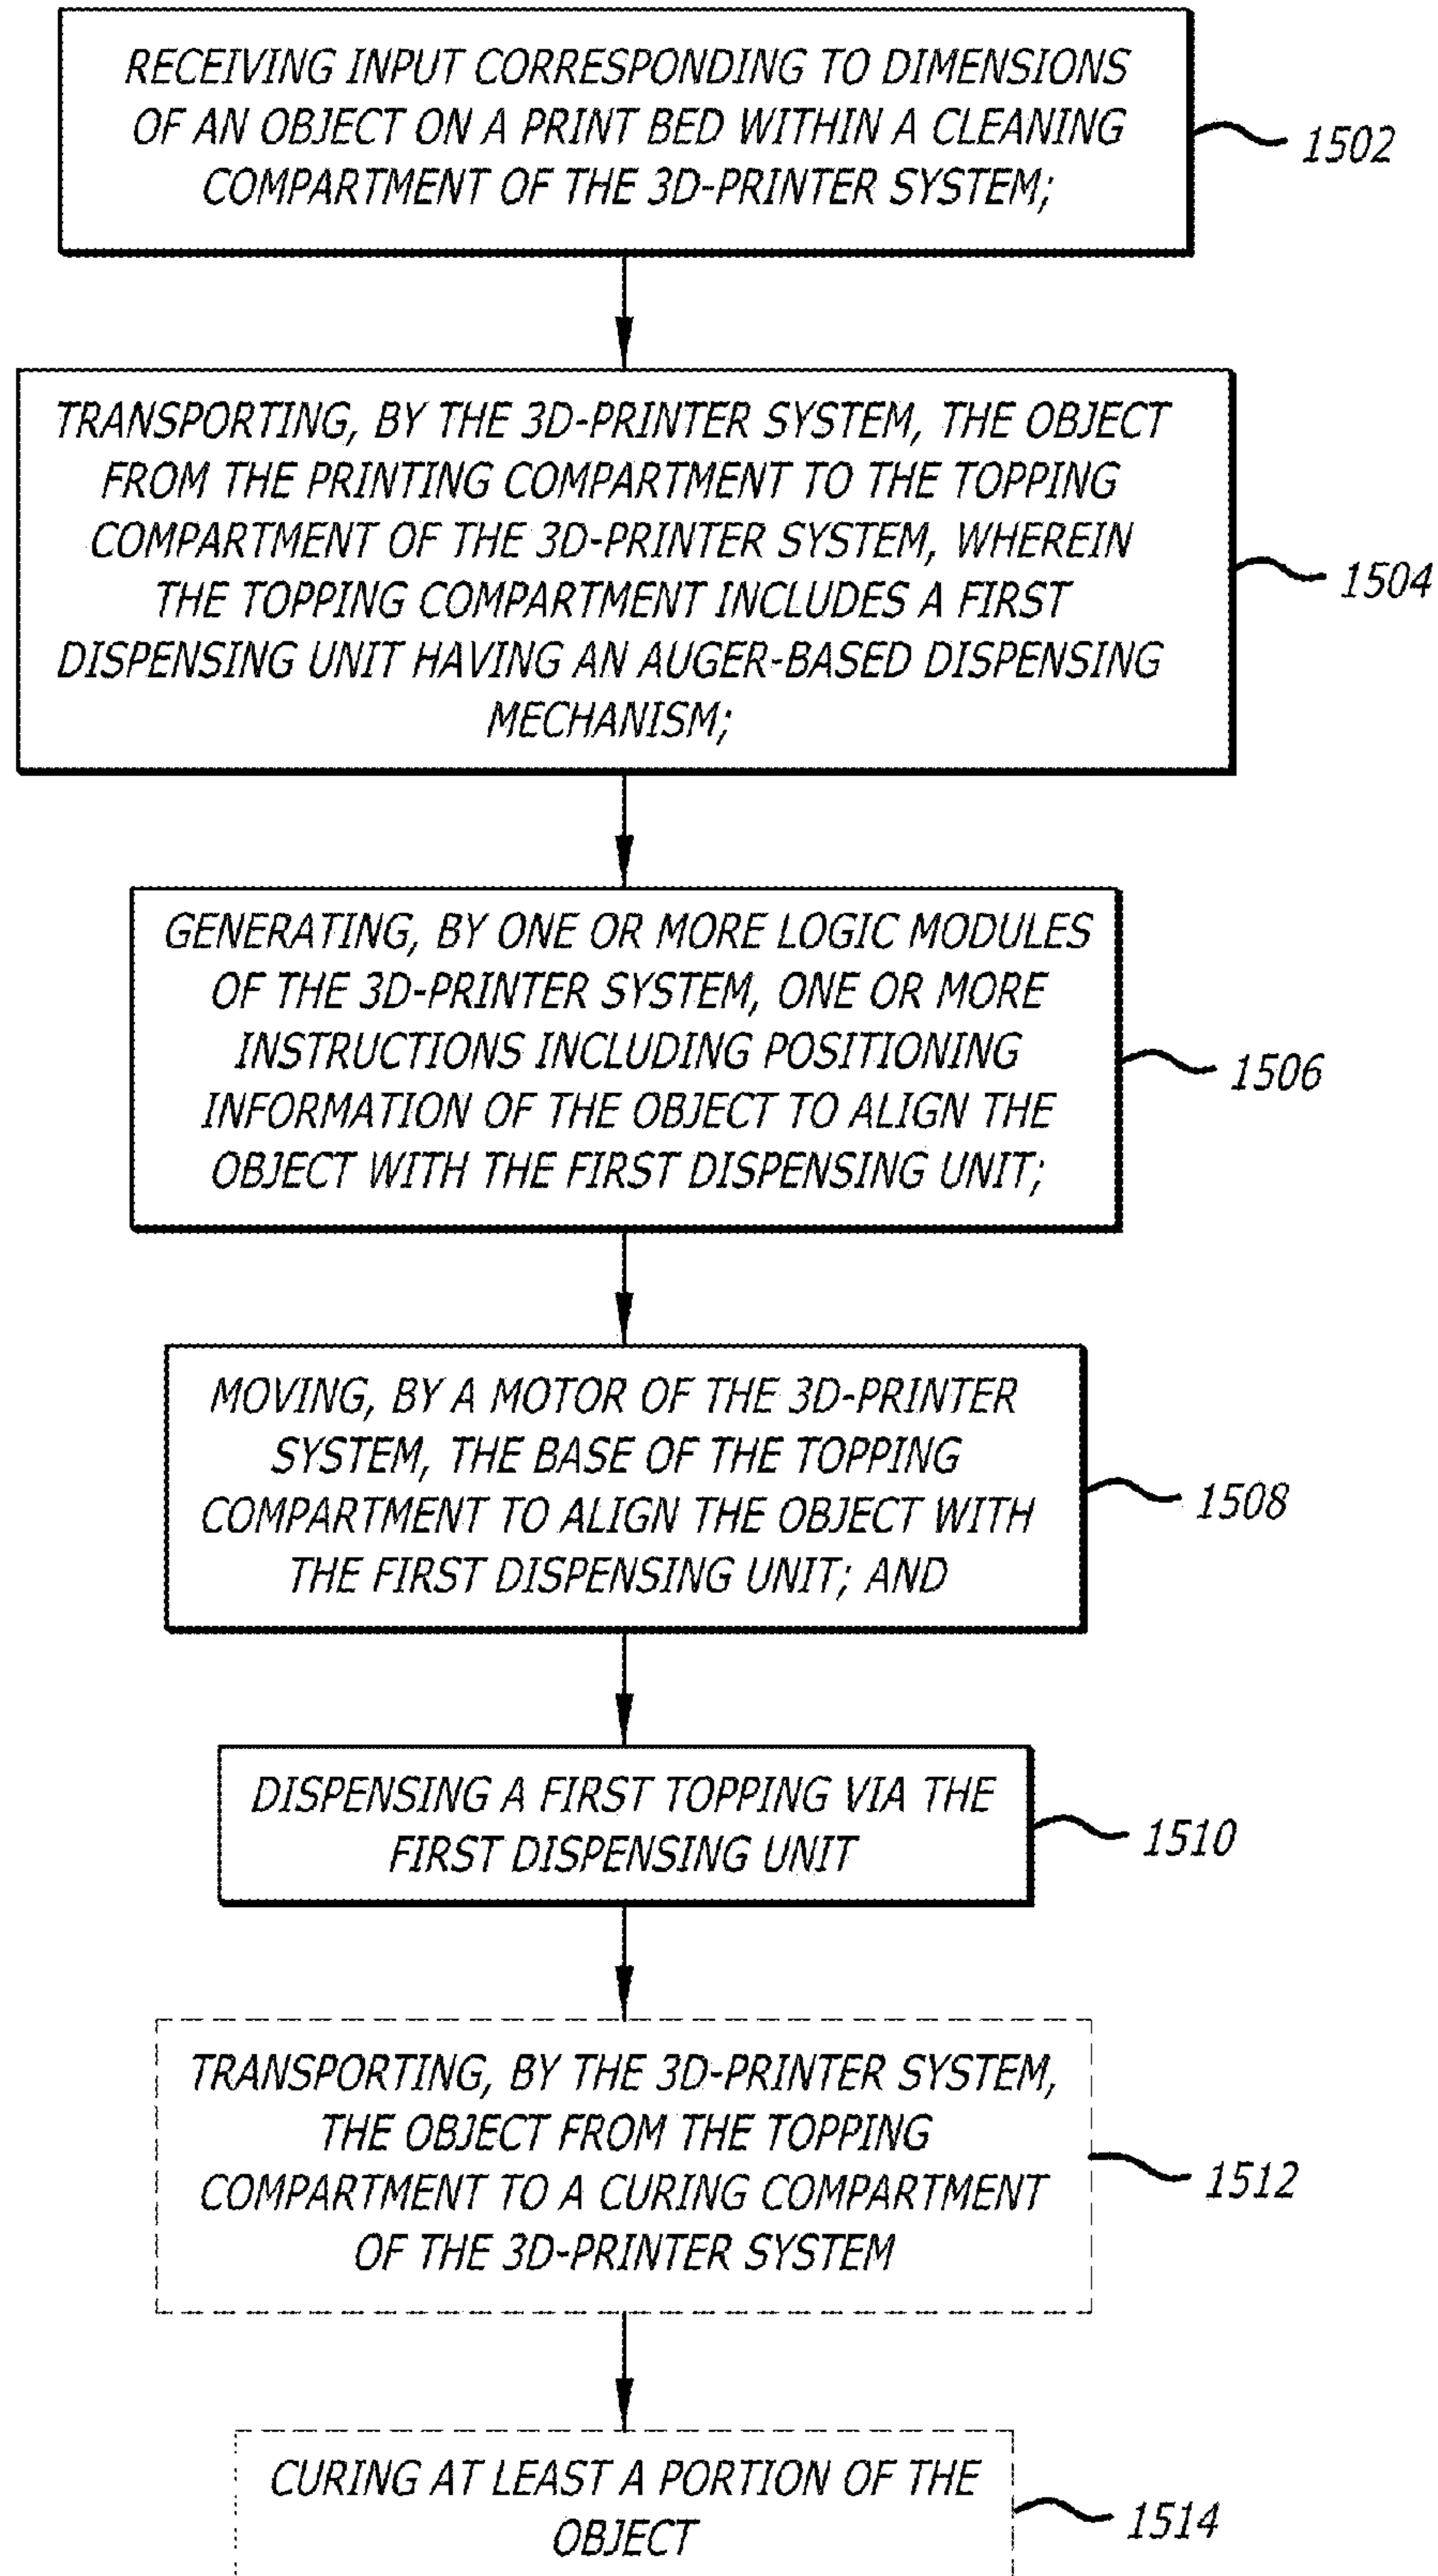 RECEIVING INPUT CORRESPONDING TO DIMENSIONS
OF AN OBJECT ON A PRINT BED WITHIN A CLEANING
COMPARTMENT OF THE 3D-PRINTER SYSTEM;
1502
TRANSPORTING, BY THE 3D-PRINTER SYSTEM, THE OBJECT
FROM THE PRINTING COMPARTMENT TO THE TOPPING
COMPARTMENT OF THE 3D-PRINTER SYSTEM, WHEREIN
THE TOPPING COMPARTMENT INCLUDES A FIRST
DISPENSING UNIT HAVING AN AUGER-BASED DISPENSING
MECHANISM;
1504
GENERATING, BY ONE OR MORE LOGIC MODULES
OF THE 3D-PRINTER SYSTEM, ONE OR MORE
INSTRUCTIONS INCLUDING POSITIONING
INFORMATION OF THE OBJECT TO ALIGN THE
OBJECT WITH THE FIRST DISPENSING UNIT;
1506
MOVING, BY A MOTOR OF THE 3D-PRINTER
SYSTEM, THE BASE OF THE TOPPING
COMPARTMENT TO ALIGN THE OBJECT WITH
THE FIRST DISPENSING UNIT; AND
1508
DISPENSING A FIRST TOPPING VIA THE
FIRST DISPENSING UNIT
1510
TRANSPORTING, BY THE 3D-PRINTER SYSTEM,
THE OBJECT FROM THE TOPPING
COMPARTMENT TO A CURING COMPARTMENT
OF THE 3D-PRINTER SYSTEM
1512
CURING AT LEAST A PORTION OF THE
OBJECT
1514